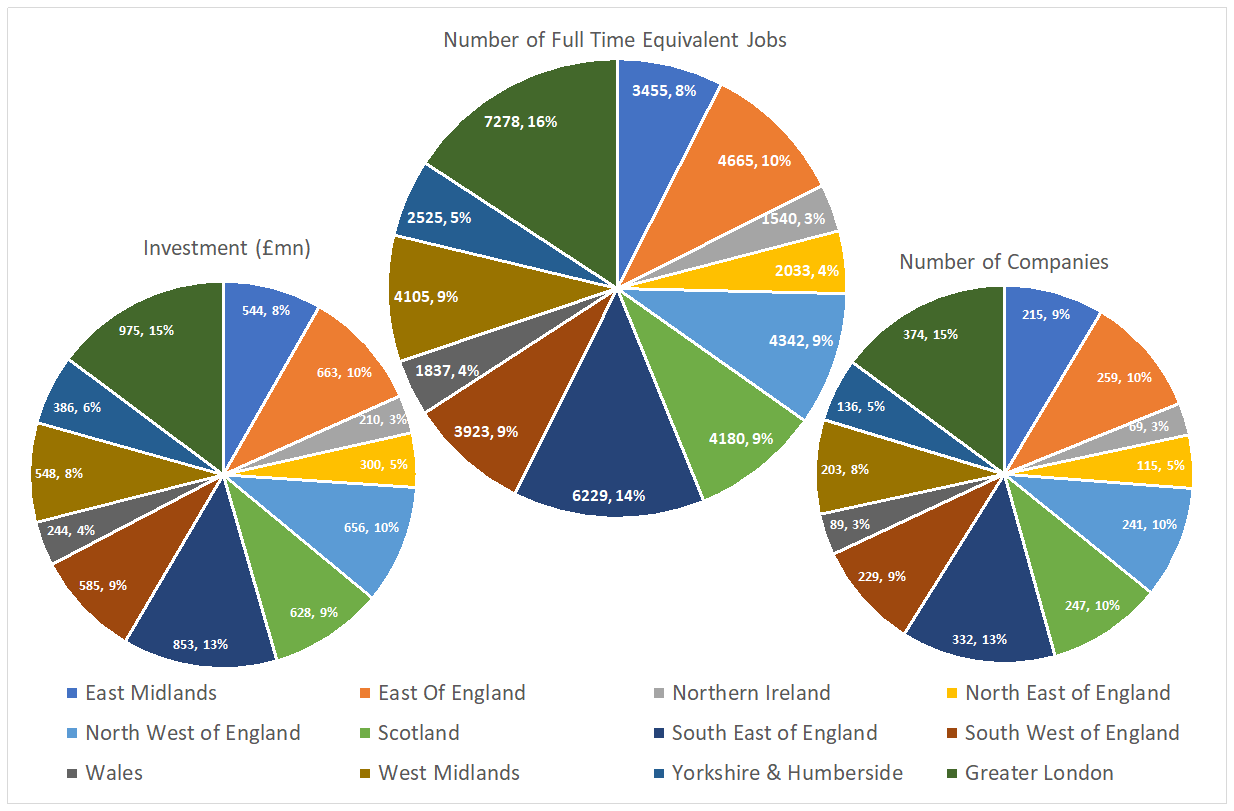 Number of Full Time Equivalent Jobs
3455, 8%
4665, 10%
1540, 3%
2033, 4%
4342, 9%
4180, 9%
6229, 14%
3923, 9%
1837, 4%
4105, 9%
2525, 5%
7278, 16%
Investment (£mn)
544, 8%
663, 10%
210, 3%
300, 5%
656, 10%
628, 9%
853, 13%
585, 9%
244, 4%
548, 8%
386, 6%
975, 15%
Number of Companies
215, 9%
259, 10%
69, 3%
115, 5%
241, 10%
247, 10%
332, 13%
229, 9%
89, 3%
203, 8%
136, 5%
374, 15%
East Midlands
East Of England
Northern Ireland
North East of England
North West of England
Scotland
South East of England
South West of England
Wales
West Midlands
Yorkshire & Humberside
Greater London